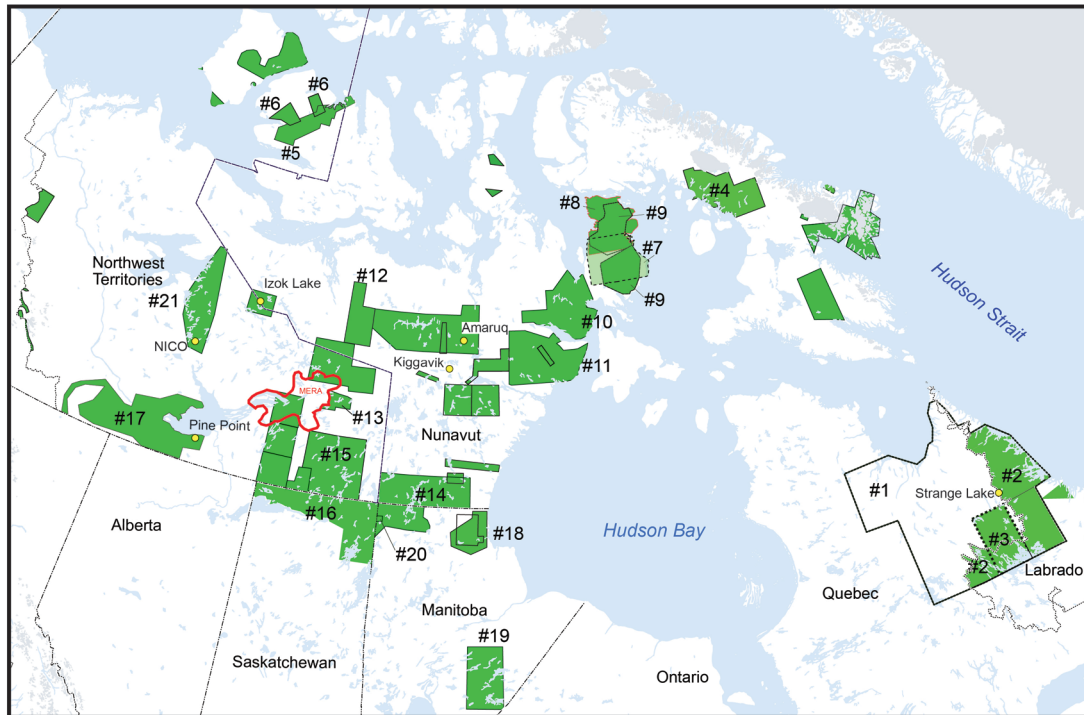 #6
#6
#5
#4
#8
#9
#7
#9
Northwest
Territories
#21
Izok Lake
#12
Hudson Strait
#10
NICO
Amaruq
Kiggavik
#11
MERA
#17
Pine Point
#13
Nunavut
#15
#2
#1
Strange Lake
#14
#16
Alberta
#18
Hudson Bay
#3
#20
#2
Labrado
Quebec
Manitoba
#19
Saskatchewan
Ontario